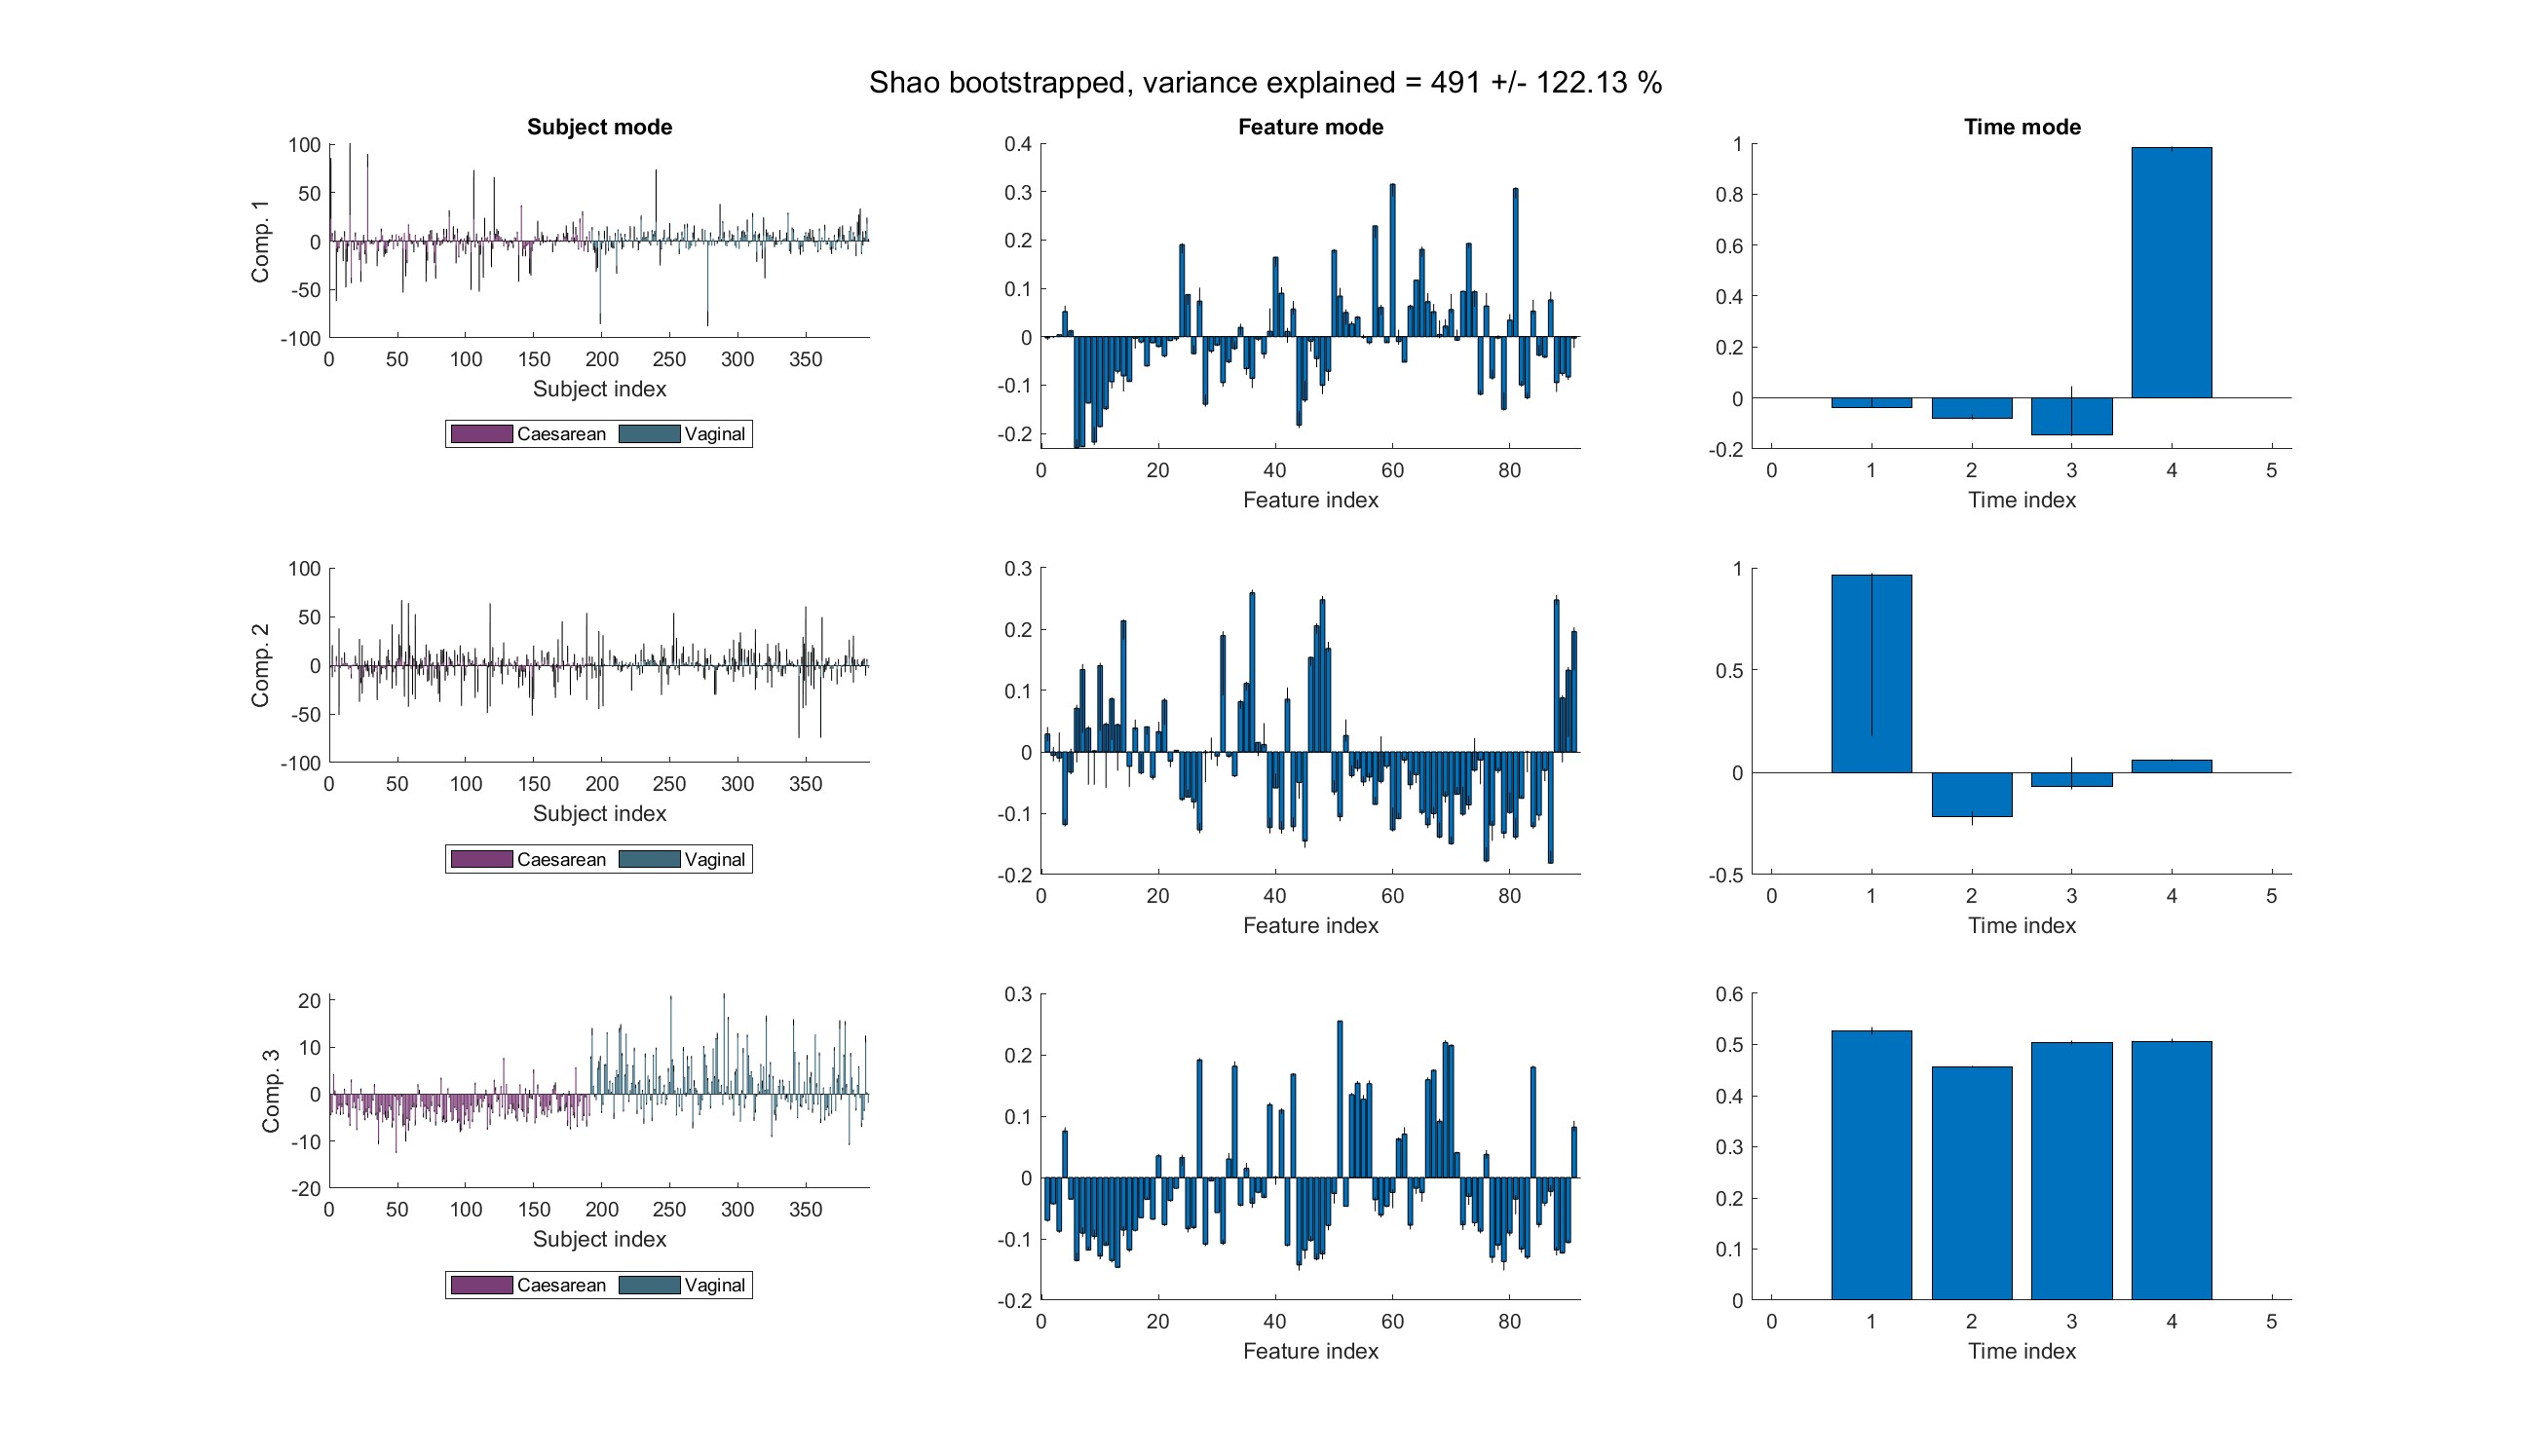 Shao bootstrapped, variance explained = 491 +/- 122.13 %
Subject mode
Feature mode
Time mode
Comp. 1
100
50
0
-50
-100
0 50 100 150 200 250 300 350
Subject index
Caesarean Vaginal
0.4
0.3
0.2
0.1
0
-0.1
-0.2
0 20 40 60 80
Feature index
1
0.8
0.6
0.4
0.2
0
-0.2
0 1 2 3 4 5
Time index
Comp. 2
100
50
0
-50
-100
0 50 100 150 200 250 300 350
Subject index
Caesarean Vaginal
0.3
0.2
0.1
0
-0.1
-0.2
0 20 40 60 80
Feature index
1
0.5
0
-0.5
0 1 2 3 4 5
Time index
Comp. 3
20
10
0
-10
-20
0 50 100 150 200 250 300 350
Subject index
Caesarean Vaginal
0.3
0.2
0.1
0
-0.1
-0.2
0 20 40 60 80
Feature index
0.6
0.5
0.4
0.3
0.2
0.1
0
0 1 2 3 4 5
Time index